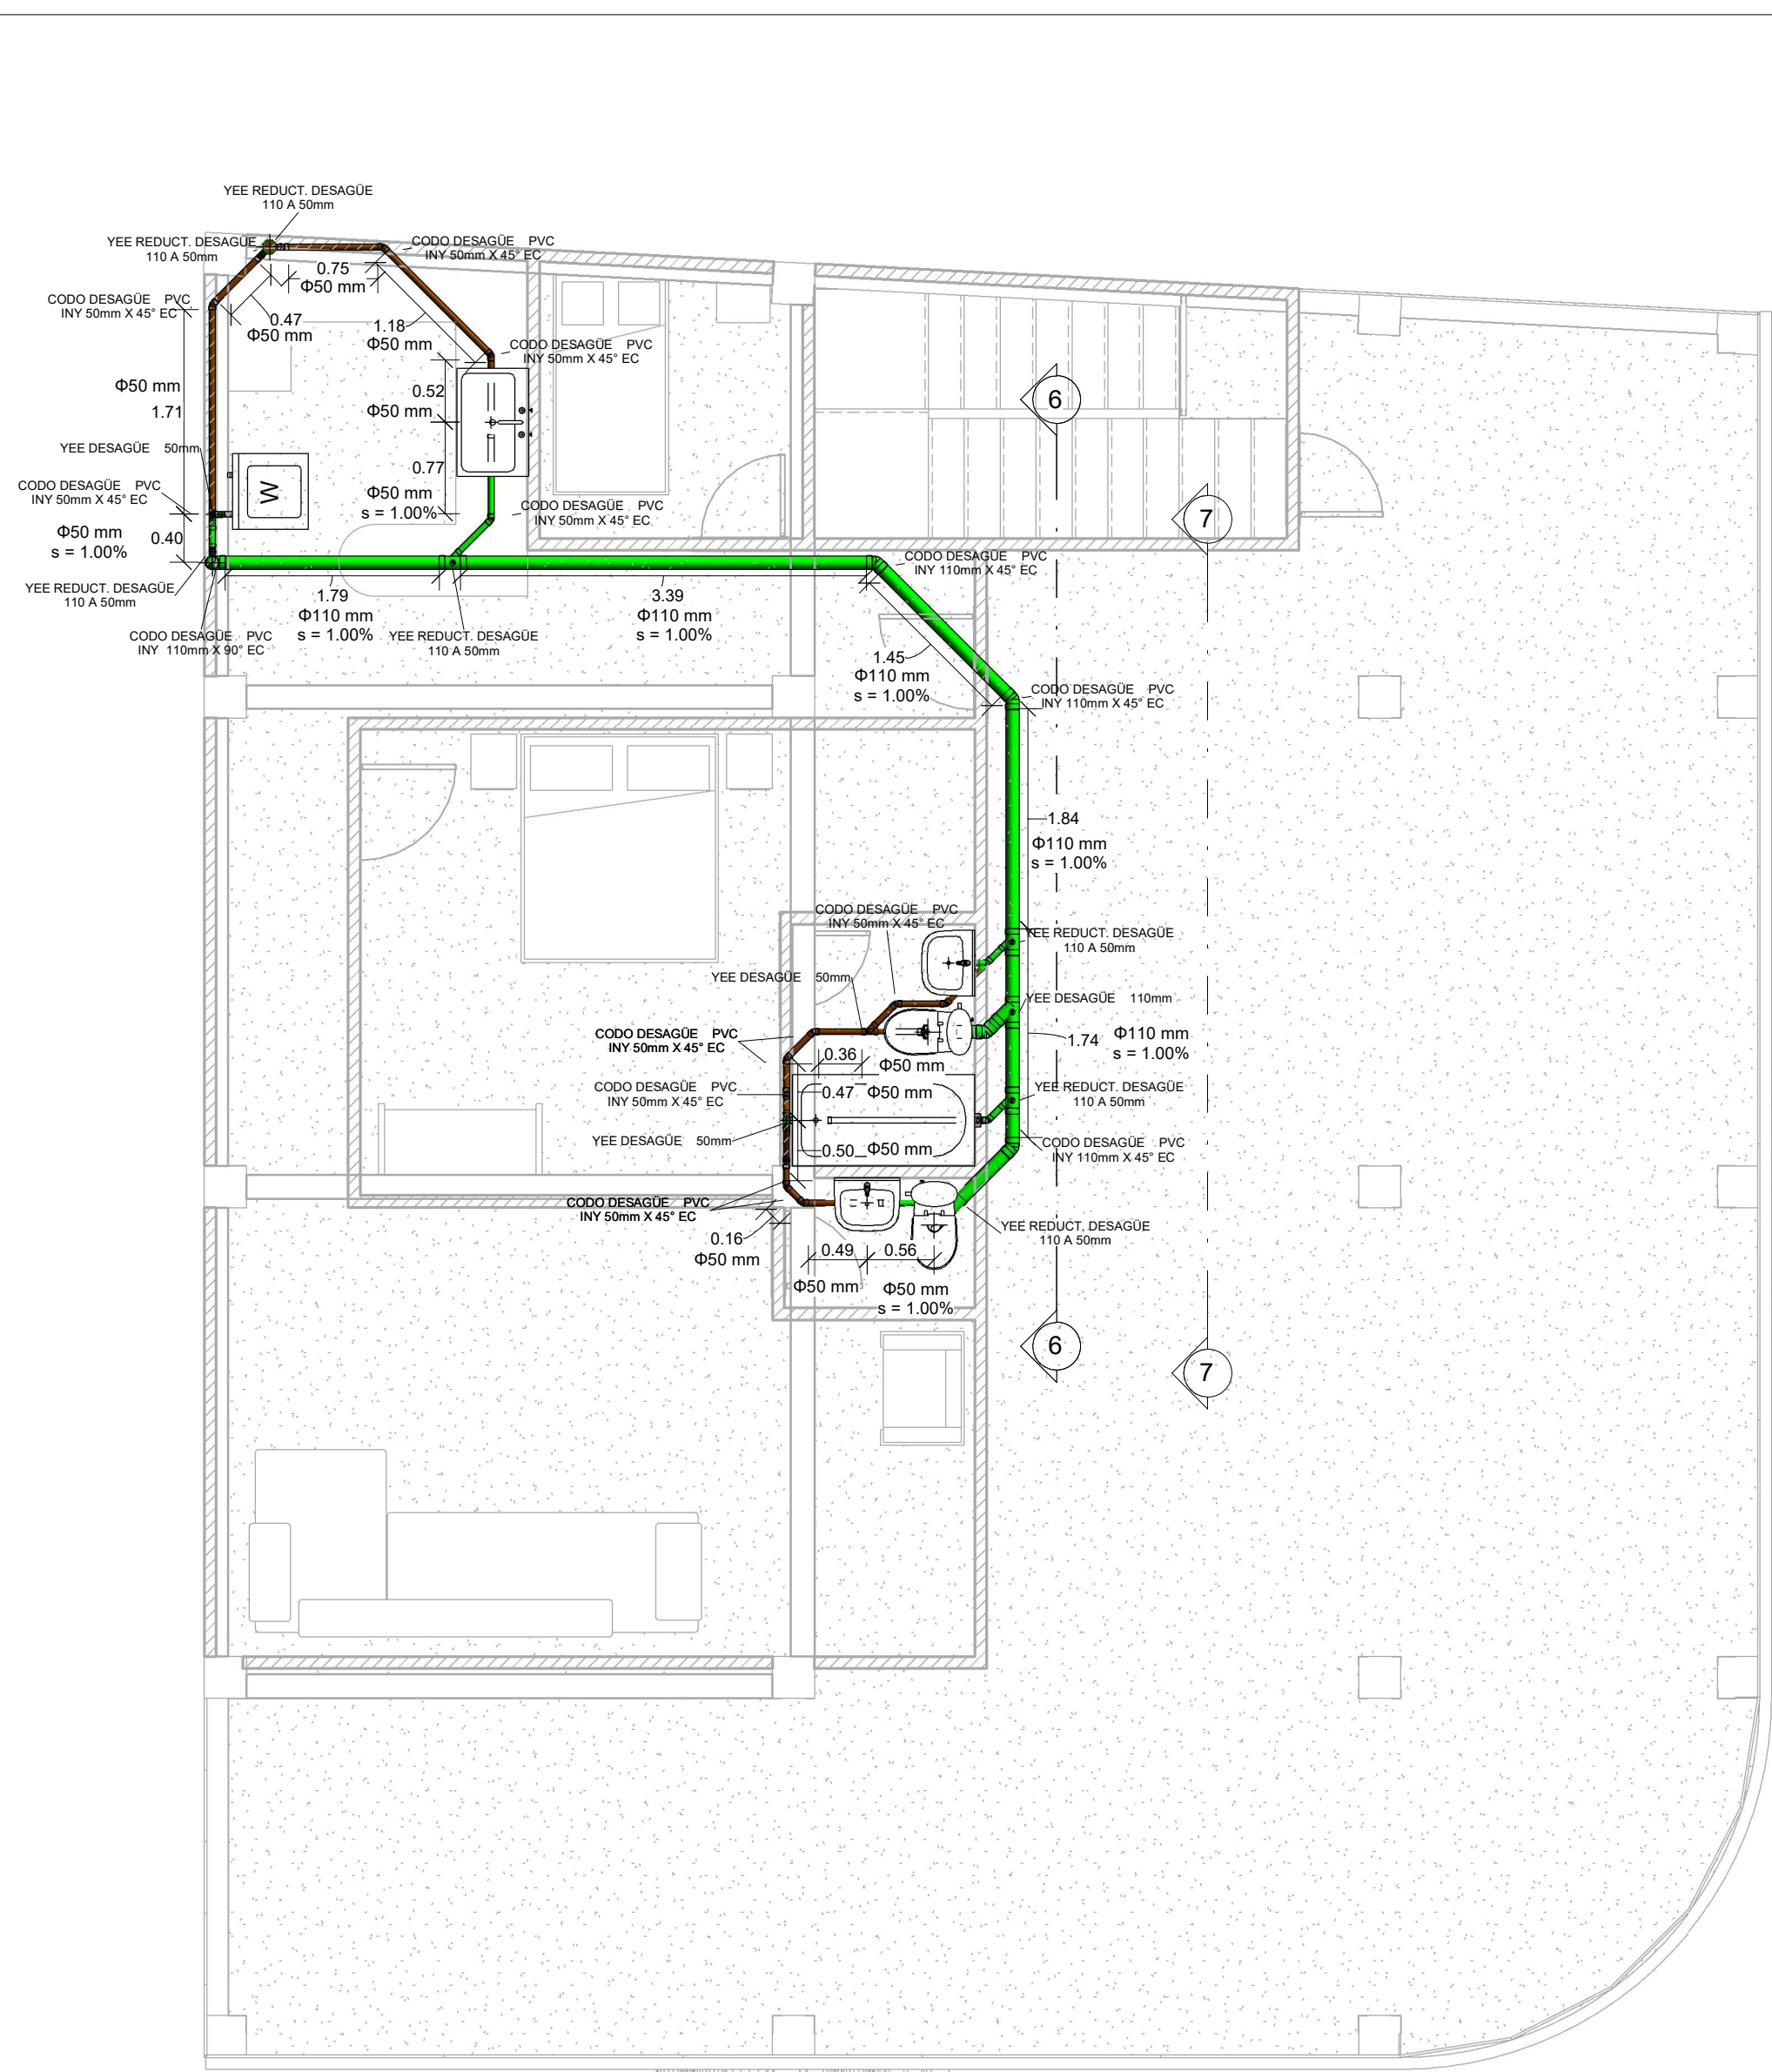 YEE REDUCT. DESAGÜE
110 A 50mm
YEE REDUCT. DESAGÜE
110 A 50mm
CODO DESAGÜE PVC
INY 50mm X 45° EC
0.75
Φ50 mm
CODO DESAGÜE PVC
INY 50mm X 45° EC
0.47
Φ50 mm
1.18
Φ50 mm
CODO DESAGÜE PVC
INY 50mm X 45° EC
Φ50 mm
1.71
0.52
Φ50 mm
6
YEE DESAGÜE 50mm
0.77
Φ50 mm
s = 1.00%
CODO DESAGÜE PVC
INY 50mm X 45° EC
W
CODO DESAGÜE PVC
INY 50mm X 45° EC
7
Φ50 mm
s = 1.00%
0.40
YEE REDUCT. DESAGÜE
110 A 50mm
CODO DESAGÜE PVC
INY 110mm X 90° EC
1.79
Φ110 mm
s = 1.00%
YEE REDUCT. DESAGÜE
110 A 50mm
3.39
Φ110 mm
s = 1.00%
CODO DESAGÜE PVC
INY 110mm X 45° EC
1.45
Φ110 mm
s = 1.00%
CODO DESAGÜE PVC
INY 110mm X 45° EC
1.84
Φ110 mm
s = 1.00%
CODO DESAGÜE PVC
INY 50mm X 45° EC
YEE REDUCT. DESAGÜE
110 A 50mm
YEE DESAGÜE 50mm
YEE DESAGÜE 110mm
CODO DESAGÜE PVC
INY 50mm X 45° EC
1.74
Φ110 mm
s = 1.00%
0.36
Φ50 mm
CODO DESAGÜE PVC
INY 50mm X 45° EC
0.47
Φ50 mm
YEE REDUCT. DESAGÜE
110 A 50mm
YEE DESAGÜE 50mm
0.50
Φ50 mm
CODO DESAGÜE PVC
INY 110mm X 45° EC
CODO DESAGÜE PVC
INY 50mm X 45° EC
YEE REDUCT. DESAGÜE
110 A 50mm
0.16
Φ50 mm
0.49
Φ50 mm
0.56
Φ50 mm
s = 1.00%
6
7